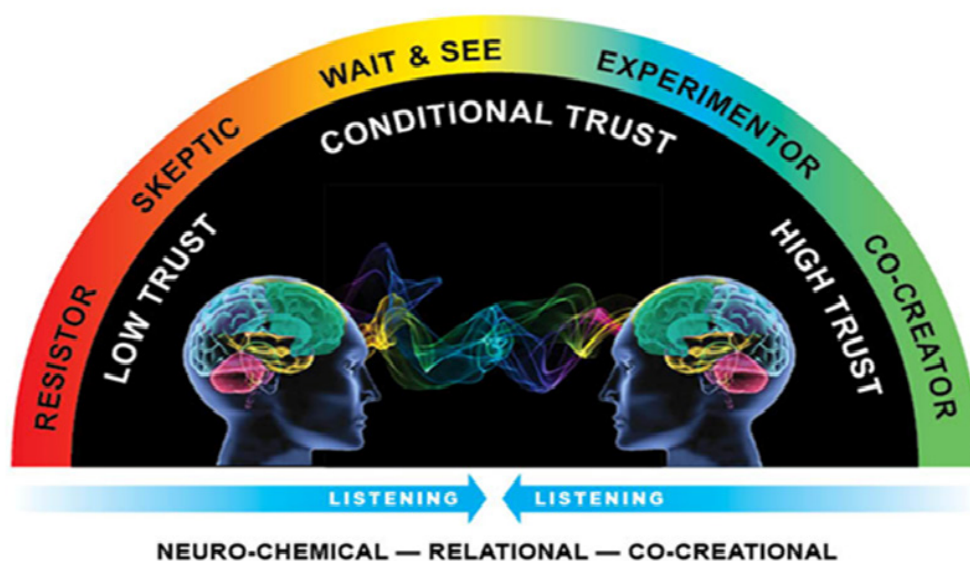 RESISTOR
SKEPTIC
WAIT & SEE
EXPERIMENTOR
CO-CREATOR
LOW TRUST
CONDITIONAL TRUST
HIGH TRUST
LISTENING
LISTENING
NEURO-CHEMICAL — RELATIONAL — CO-CREATIONAL